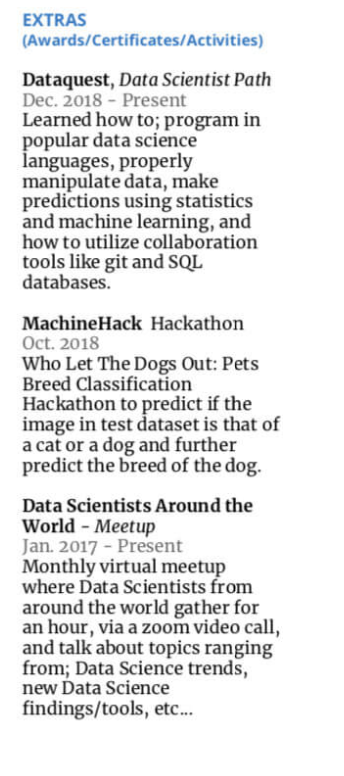 EXTRAS
(Awards/Certificates/Activities)
Dataquest, Data Scientist Path
Dec. 2018 - Present
Learned how to; program in
popular data science
languages, properly
manipulate data, make
predictions using statistics
and machine learning, and
how to utilize collaboration
tools like git and SQL
databases.
MachineHack Hackathon
Oct. 2018
Who Let The Dogs Out: Pets
Breed Classification
Hackathon to predict if the
image in test dataset is that of
a cat or a dog and further
predict the breed of the dog.
Data Scientists Around the
World - Meetup
Jan. 2017 - Present
Monthly virtual meetup
where Data Scientists from
around the world gather for
an hour, via a zoom video call,
and talk about topics ranging
from; Data Science trends,
new Data Science
findings/tools, etc...